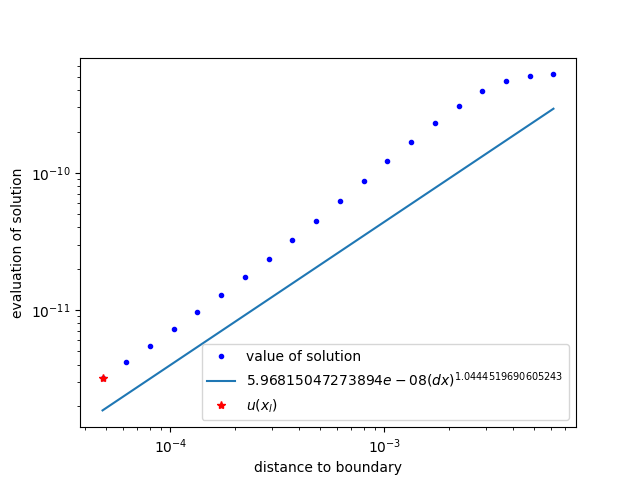 evaluation of solution
10^{-10}
10^{-11}
value of solution
5.96815047273894e − 08(dx)^{1.0444519690605243}
u(x_l)
10^{-4}
10^{-3}
distance to boundary